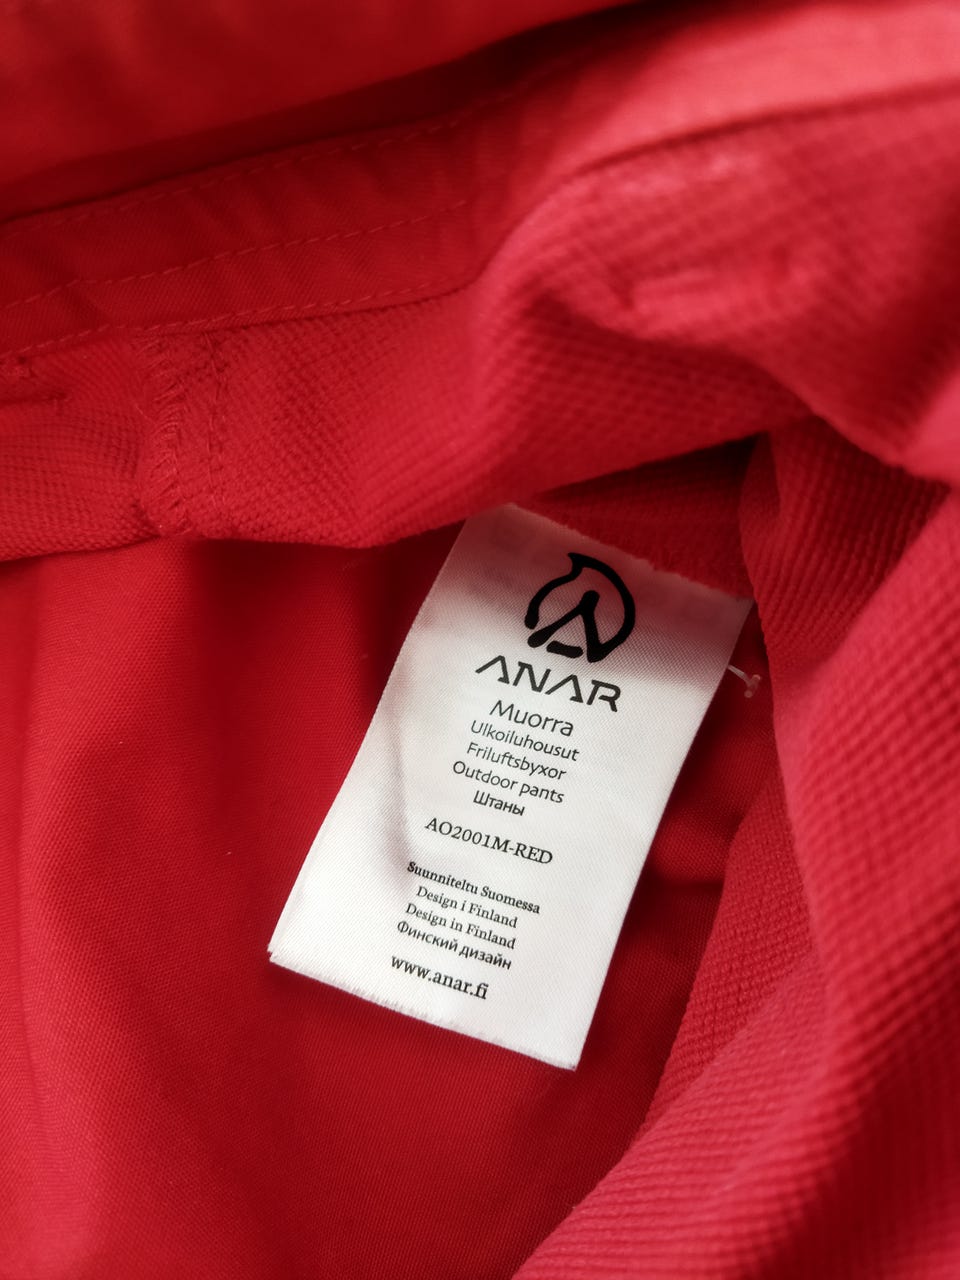 ANAR
Muorra
Ulkoiluhousut
Friluftsbyxor
Outdoor pants
Штаны
AO2001M-RED
Suunniteltu Suomessa
Design i Finland
Design in Finland
Финский дизайн
www.anar.fi